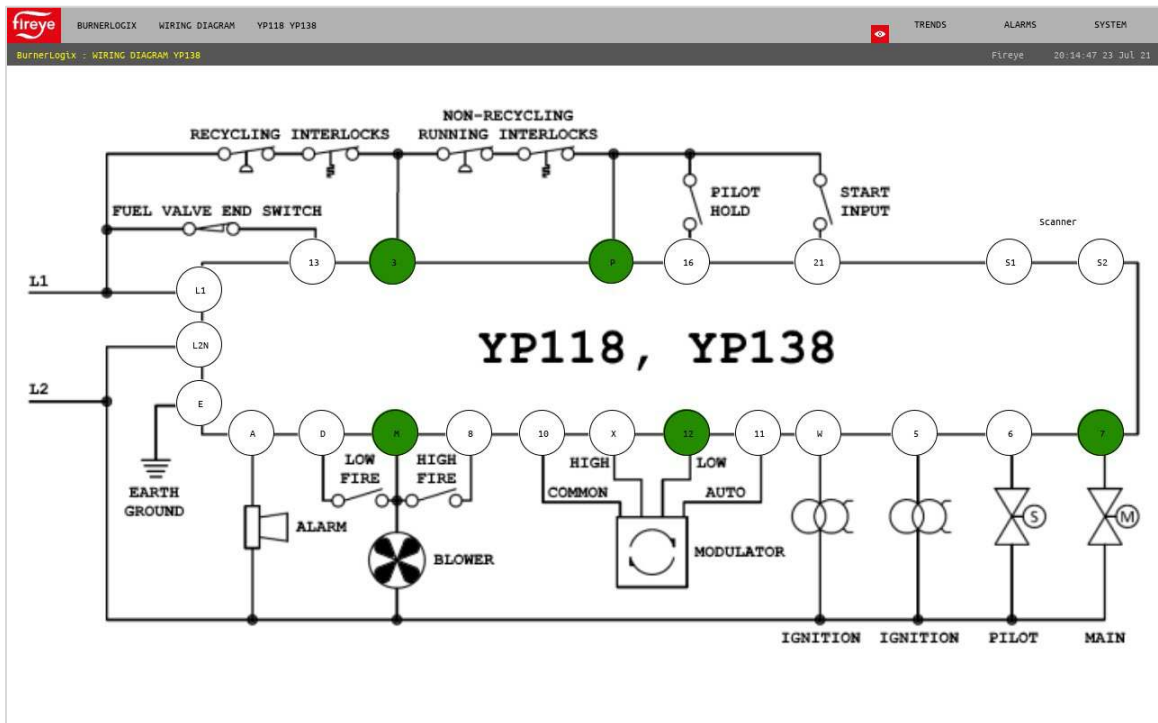 fireye
BURNERLOGIX WIRING DIAGRAM YP118 YP138 TRENDS ALARMS SYSTEM
BurnerLogix : WIRING DIAGRAM YP138 Fireye 20:14:47 23 Jul 21
RECYCLING INTERLOCKS
NON-RECYCLING
RUNNING INTERLOCKS
PILOT
HOLD
START
INPUT
FUEL VALVE END SWITCH
Scanner
13 3 P 16 21 S1 S2
L1
L1
L2N
YP118, YP138
L2
E
A D M 8 10 X 12 11 W 5 6 7
LOW
FIRE
HIGH
FIRE
HIGH
LOW
COMMON
AUTO
EARTH
GROUND
ALARM
BLOWER
MODULATOR
S
M
IGNITION IGNITION PILOT MAIN